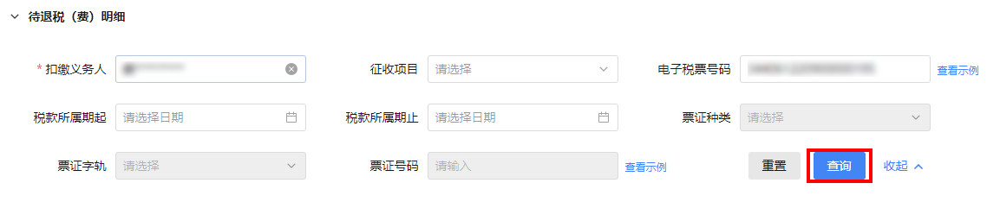 待退税（费）明细
* 扣缴义务人 征收项目 请选择 电子税票号码 查看示例
税款所属期起 请选择日期 税款所属期止 请选择日期 票证种类 请选择
票证字轨 请选择 票证号码 请输入 查看示例 重置 查询 收起